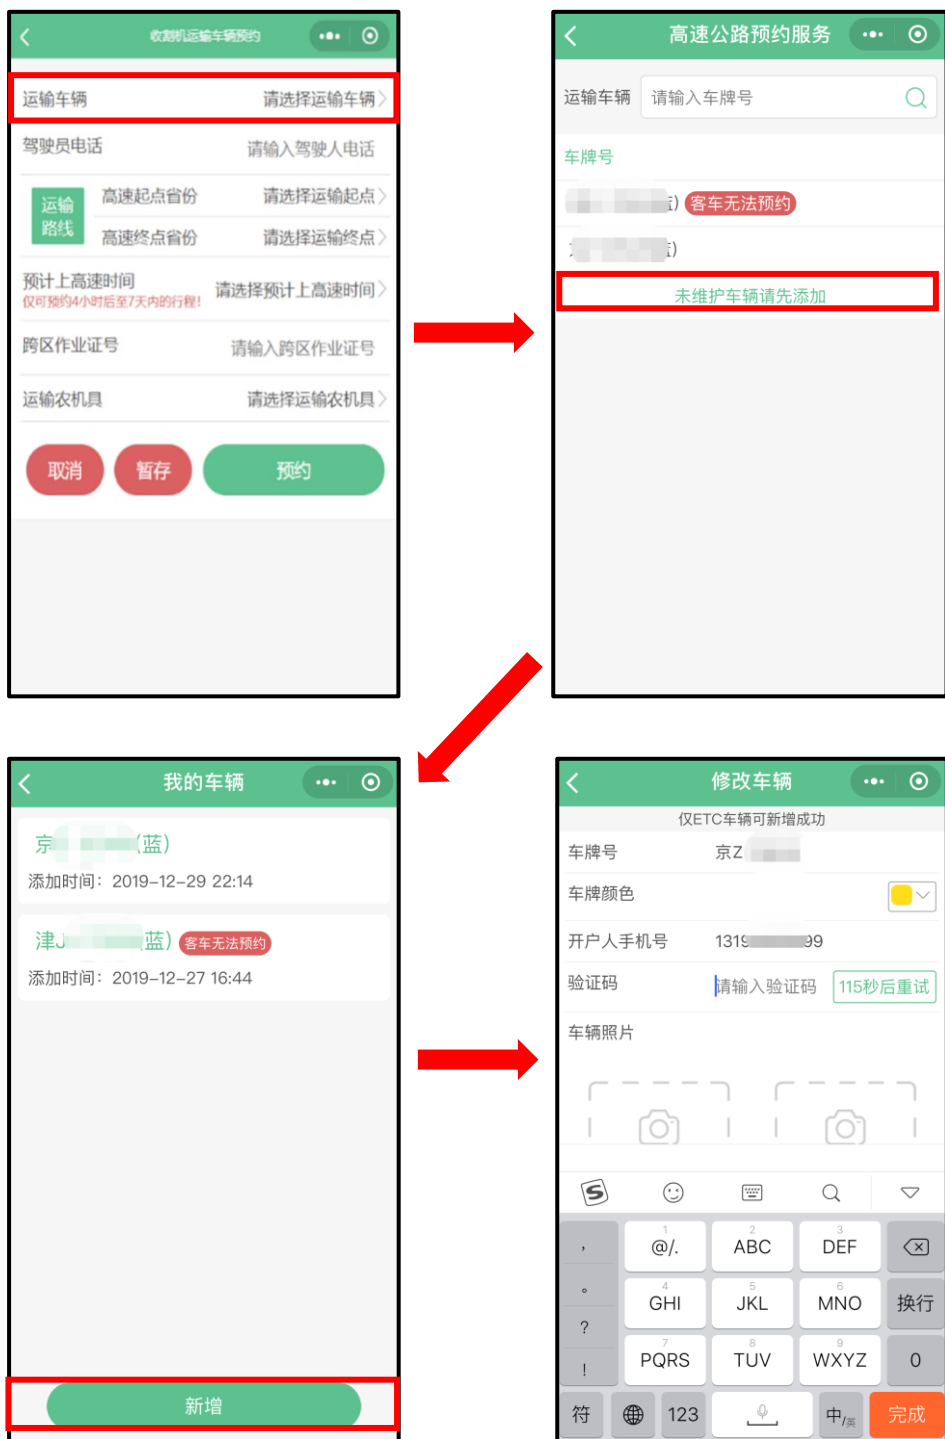 收割机运输车辆预约
运输车辆 请选择运输车辆
驾驶员电话 请输入驾驶人电话
运输路线
高速起点省份 请选择运输起点
高速终点省份 请选择运输终点
预计上高速时间 请选择预计上高速时间
仅可预约4小时后至7天内的行程!
跨区作业证号 请输入跨区作业证号
运输农机具 请选择运输农机具
取消 暂存 预约
高速公路预约服务
运输车辆 请输入车牌号
车牌号
) 客车无法预约
)
未维护车辆请先添加
我的车辆
京 (蓝)
添加时间: 2019-12-29 22:14
津J 蓝) 客车无法预约
添加时间: 2019-12-27 16:44
新增
修改车辆
仅ETC车辆可新增成功
车牌号 京Z
车牌颜色
开户人手机号 1319 99
验证码 请输入验证码 115秒后重试
车辆照片
, 1 @/. 2 ABC 3 DEF
。 4 GHI 5 JKL 6 MNO 换行
?
! 7 PQRS 8 TUV 9 WXYZ 0
符 123 中/英 完成